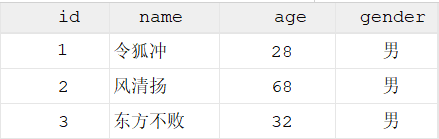 id name age gender
1 令狐冲 28 男
2 风清扬 68 男
3 东方不败 32 男